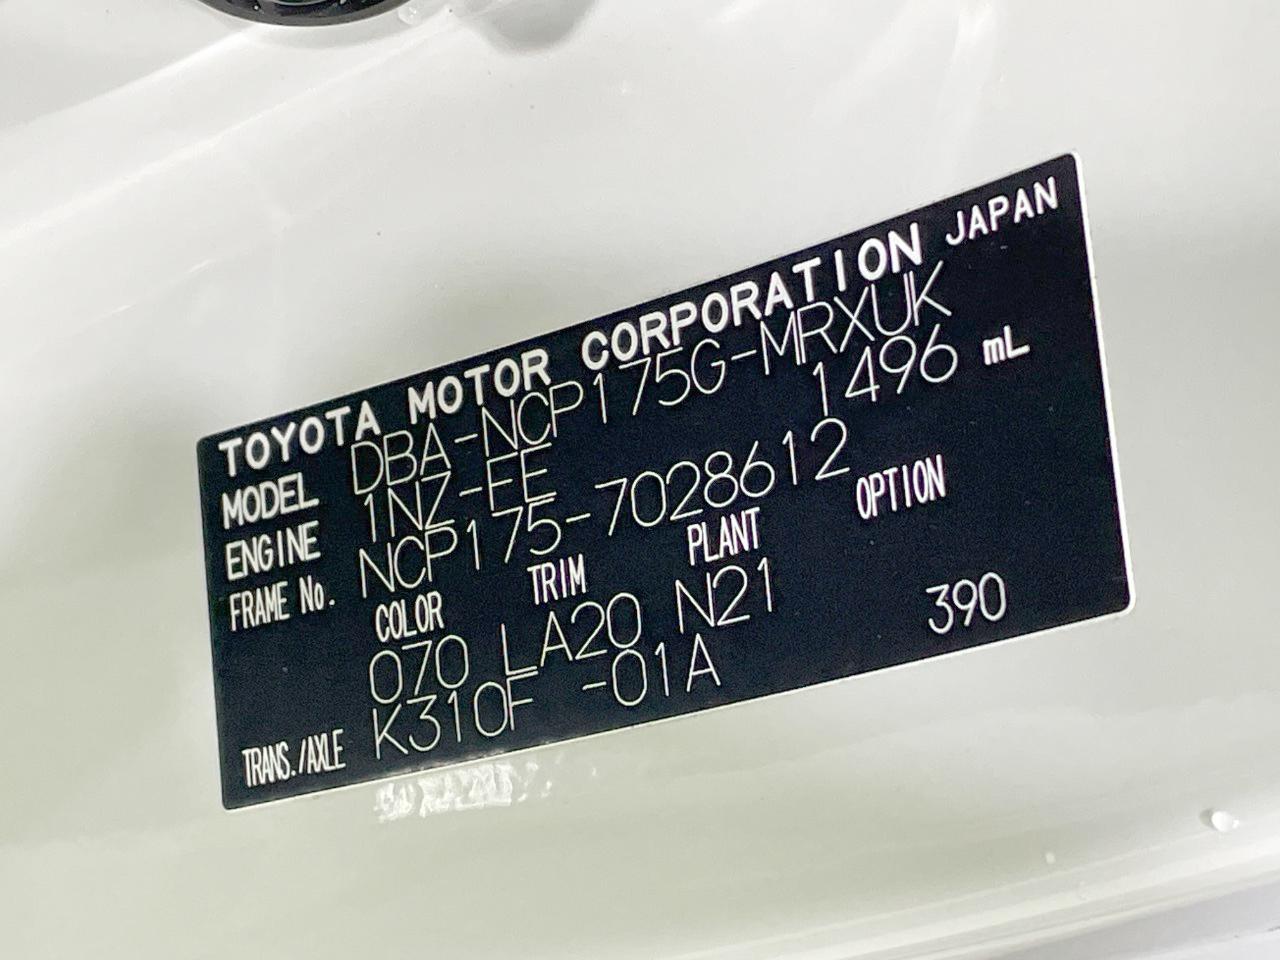 TOYOTA MOTOR CORPORATION JAPAN
MODEL DBA-NCP175G-MRXUK
ENGINE 1NZ-FE 1496 mL
FRAME No. NCP175-7028612
COLOR TRIM PLANT OPTION
070 LA20 N21
TRANS./AXLE K310F -01A 390